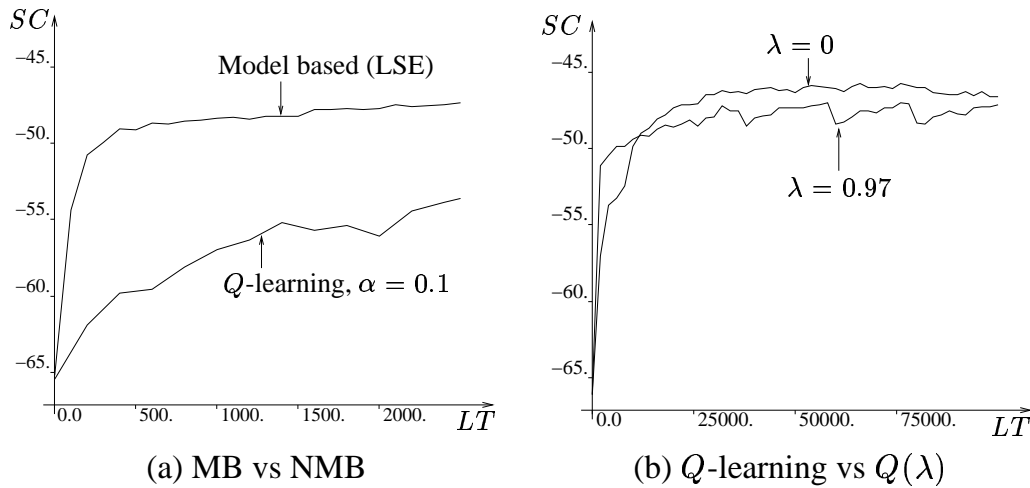 SC
−45.
−50.
−55.
−60.
−65.
Model based (LSE)
Q-learning, α = 0.1
0.0 500. 1000. 1500. 2000.
LT
(a) MB vs NMB
SC
−45.
−50.
−55.
−60.
−65.
λ = 0
λ = 0.97
0.0 25000. 50000. 75000.
LT
(b) Q-learning vs Q(λ)